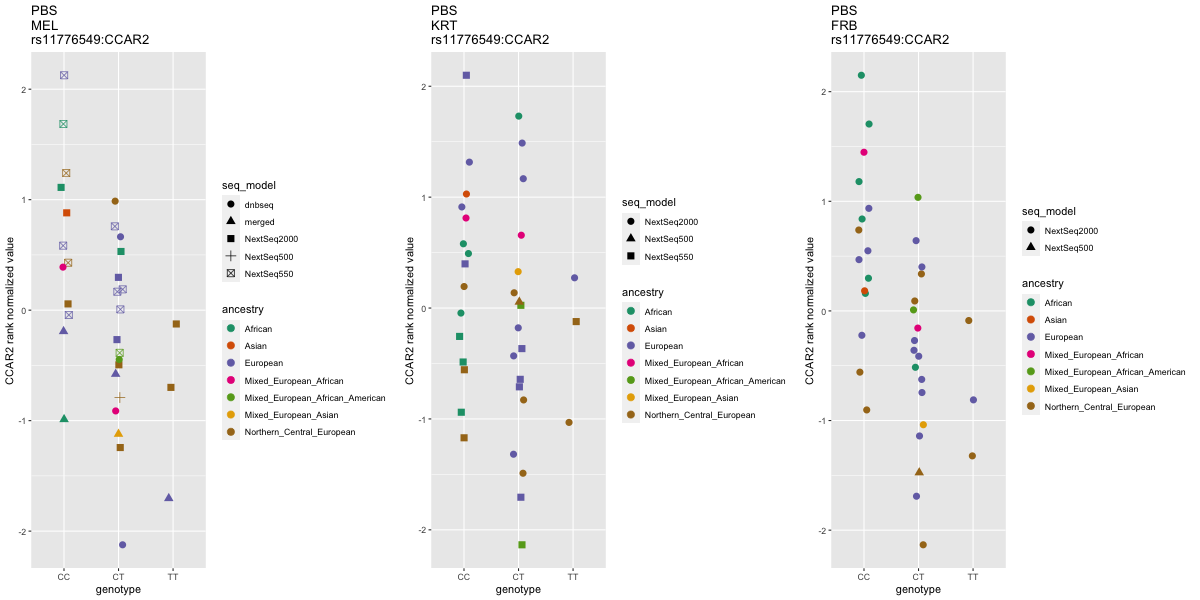 PBS
MEL
rs11776549:CCAR2
CCAR2 rank normalized value
2
1
0
-1
-2
CC
CT
TT
genotype
seq_model
dnbseq
merged
NextSeq2000
NextSeq500
NextSeq550
ancestry
African
Asian
European
Mixed_European_African
Mixed_European_African_American
Mixed_European_Asian
Northern_Central_European
PBS
KRT
rs11776549:CCAR2
CCAR2 rank normalized value
2
1
0
-1
-2
CC
CT
TT
genotype
seq_model
NextSeq2000
NextSeq500
NextSeq550
ancestry
African
Asian
European
Mixed_European_African
Mixed_European_African_American
Mixed_European_Asian
Northern_Central_European
PBS
FRB
rs11776549:CCAR2
CCAR2 rank normalized value
2
1
0
-1
-2
CC
CT
TT
genotype
seq_model
NextSeq2000
NextSeq500
ancestry
African
Asian
European
Mixed_European_African
Mixed_European_African_American
Mixed_European_Asian
Northern_Central_European